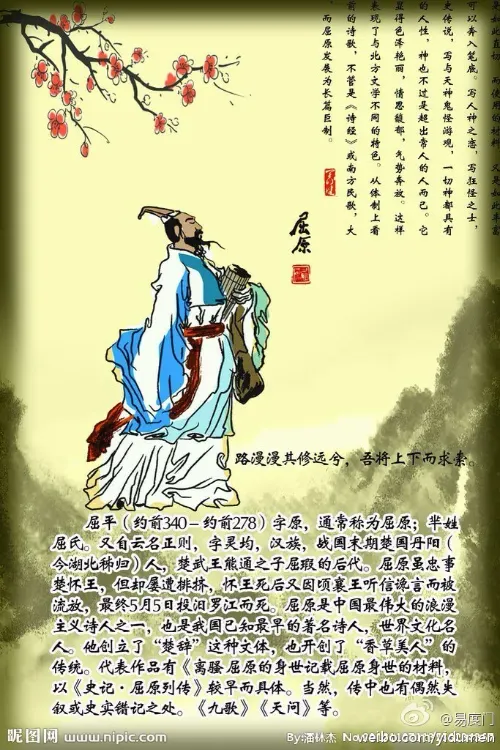 可以奔入笔底。写人神之恋，写狂怪之士，
史传说，写与天神鬼怪游观，一切神都具有
的人性，神也不过是超出常人的人而已。它
显得色泽艳丽，情思馥郁，气势奔放。这样
表现了与北方文学不同的特色。从体制上看
前的诗歌，不管是《诗经》或南方民歌，大
而屈原发展为长篇巨制。
屈原
路漫漫其修远兮，吾将上下而求索。
屈平（约前340－约前278）字原，通常称为屈原；芈姓
屈氏。又自云名正则，字灵均，汉族，战国末期楚国丹阳（
今湖北秭归）人，楚武王熊通之子屈瑕的后代。屈原虽忠事
楚怀王，但却屡遭排挤，怀王死后又因顷襄王听信谗言而被
流放，最终5月5日投汨罗江而死。屈原是中国最伟大的浪漫
主义诗人之一，也是我国已知最早的著名诗人，世界文化名
人。他创立了“楚辞”这种文体，也开创了“香草美人”的
传统。代表作品有《离骚 屈原的身世记载屈原身世的材料，
以《史记·屈原列传》较早而具体。当然，传中也有偶然失
叙或史实错记之处。《九歌》《天问》等。
昵图网 www.nipic.com
By:潘林杰
@易厦门
weibo.com/yidumen